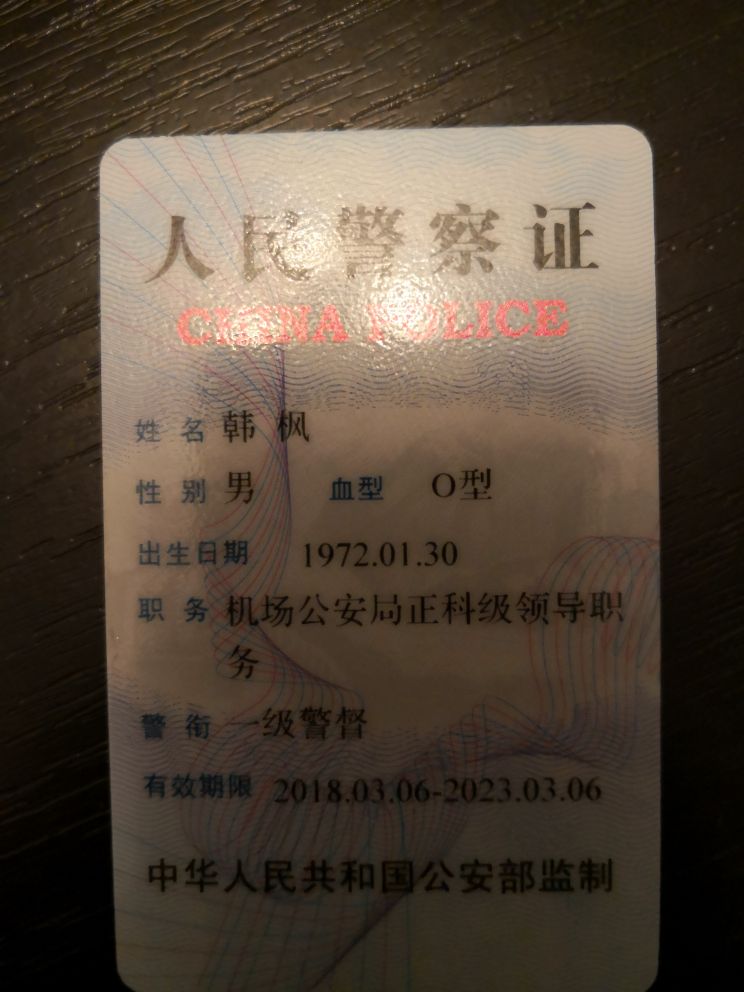 人民警察证
CHINA POLICE
姓 名 韩 枫
性 别 男 血型 O型
出生日期 1972.01.30
职 务 机场公安局正科级领导职
务
警 衔 一级警督
有效期限 2018.03.06-2023.03.06
中华人民共和国公安部监制